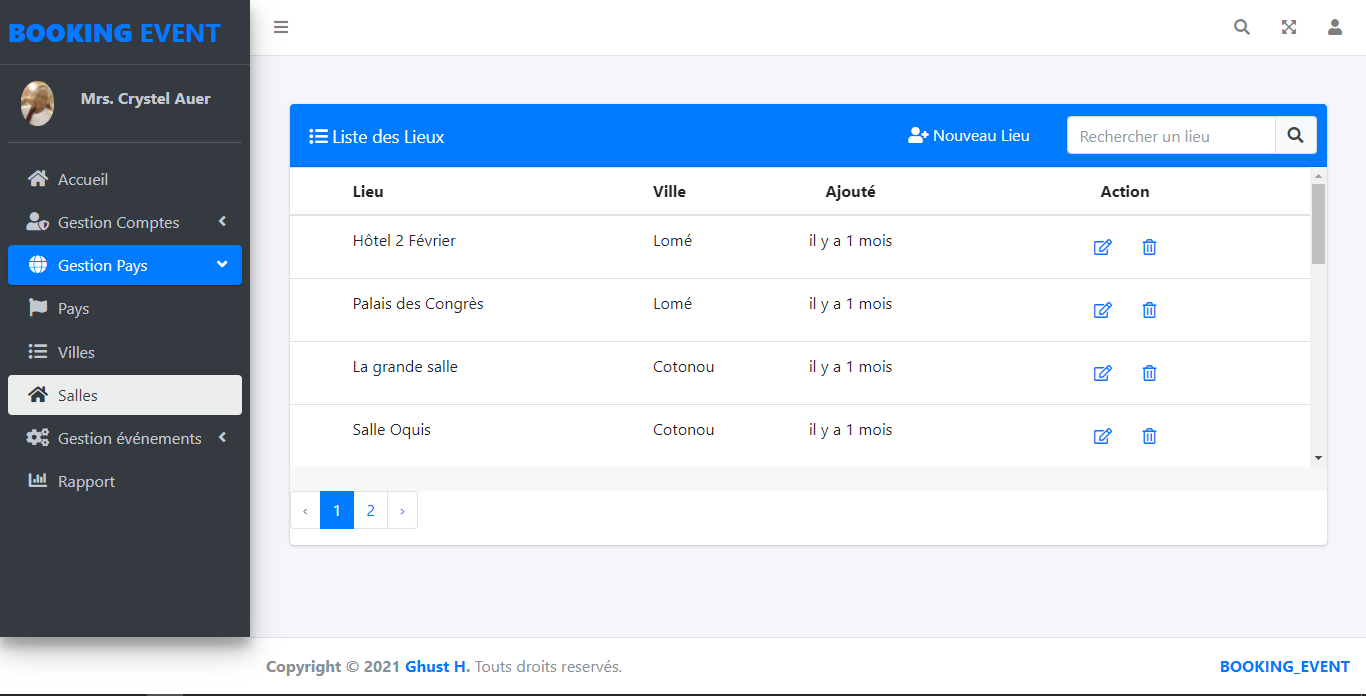 BOOKING EVENT
Mrs. Crystel Auer
Accueil
Gestion Comptes
Gestion Pays
Pays
Villes
Salles
Gestion événements
Rapport
Liste des Lieux
Nouveau Lieu
Rechercher un lieu
Lieu Ville Ajouté Action
Hôtel 2 Février Lomé il y a 1 mois
Palais des Congrès Lomé il y a 1 mois
La grande salle Cotonou il y a 1 mois
Salle Oquis Cotonou il y a 1 mois
‹ 1 2 ›
Copyright © 2021 Ghust H. Touts droits reservés.
BOOKING_EVENT